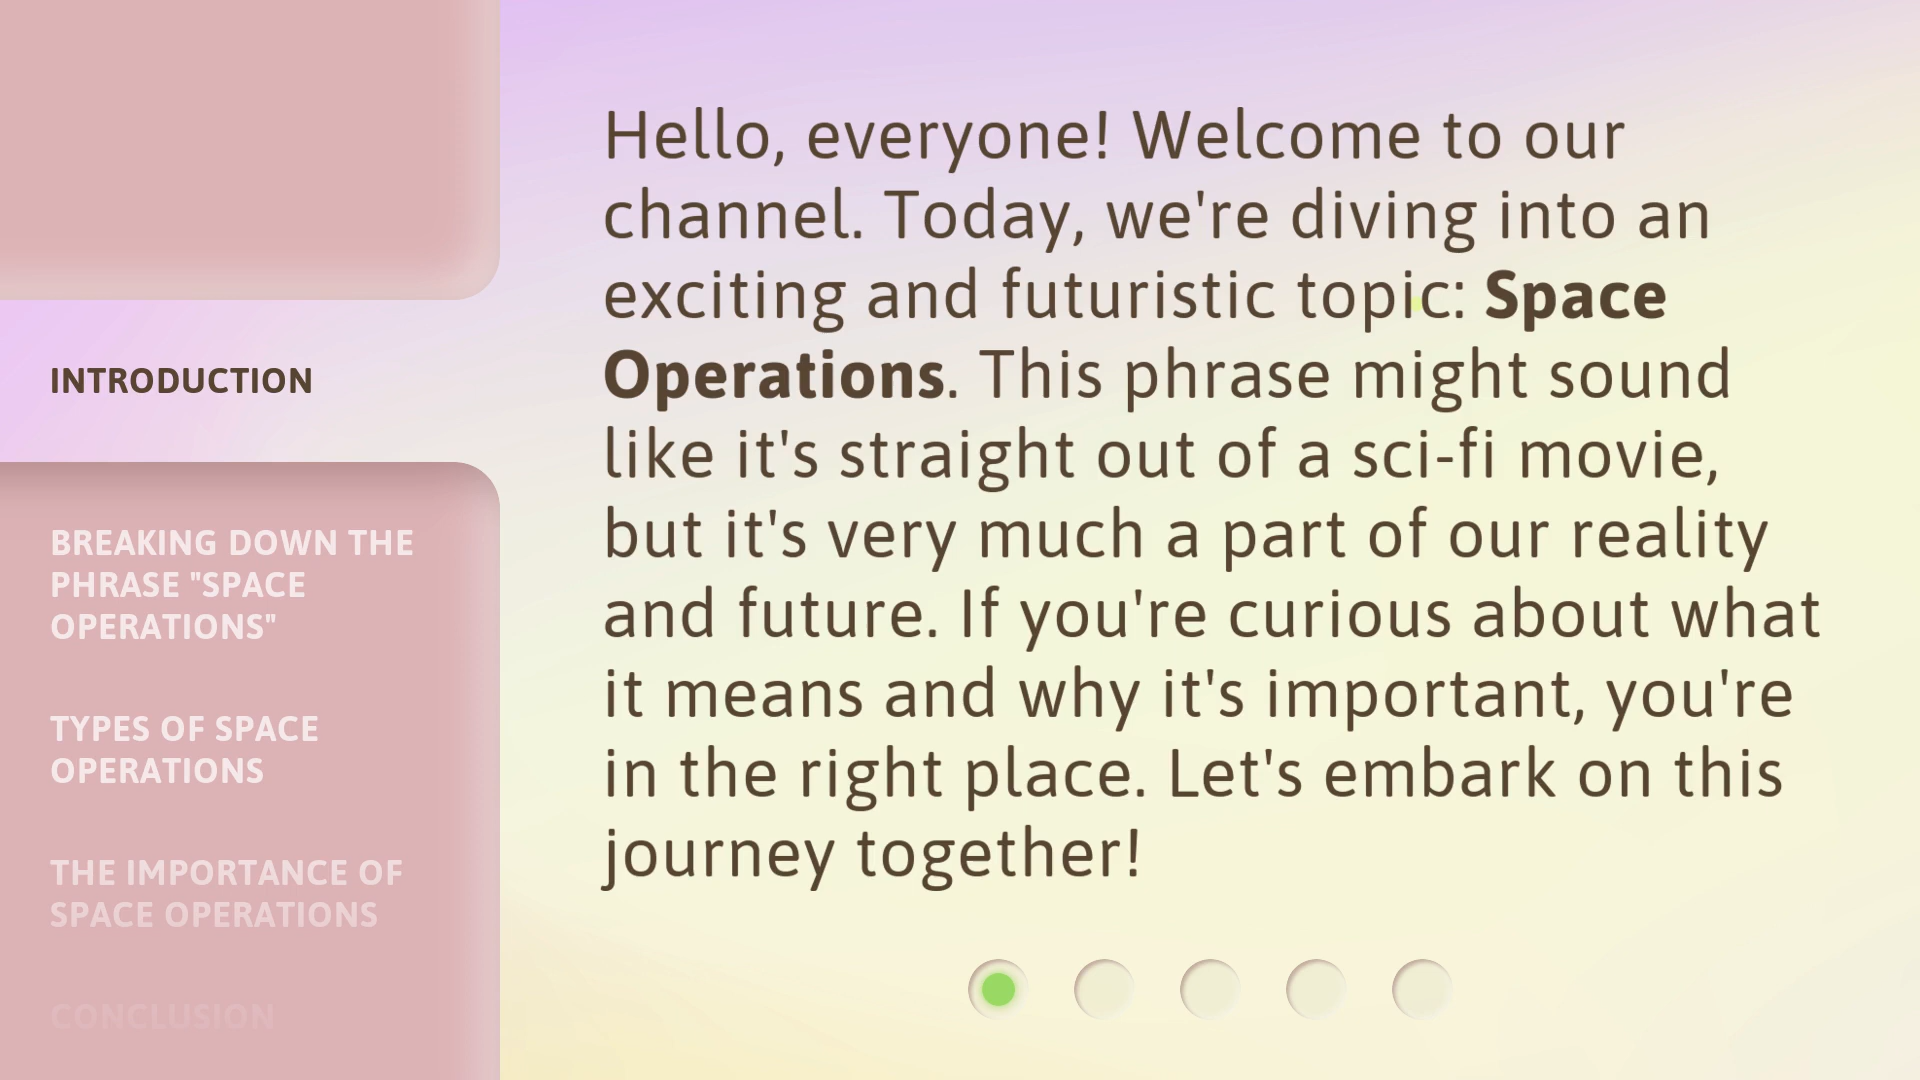 INTRODUCTION
BREAKING DOWN THE
PHRASE "SPACE
OPERATIONS"
TYPES OF SPACE
OPERATIONS
THE IMPORTANCE OF
SPACE OPERATIONS
CONCLUSION
Hello, everyone! Welcome to our
channel. Today, we're diving into an
exciting and futuristic topic: Space
Operations. This phrase might sound
like it's straight out of a sci-fi movie,
but it's very much a part of our reality
and future. If you're curious about what
it means and why it's important, you're
in the right place. Let's embark on this
journey together!